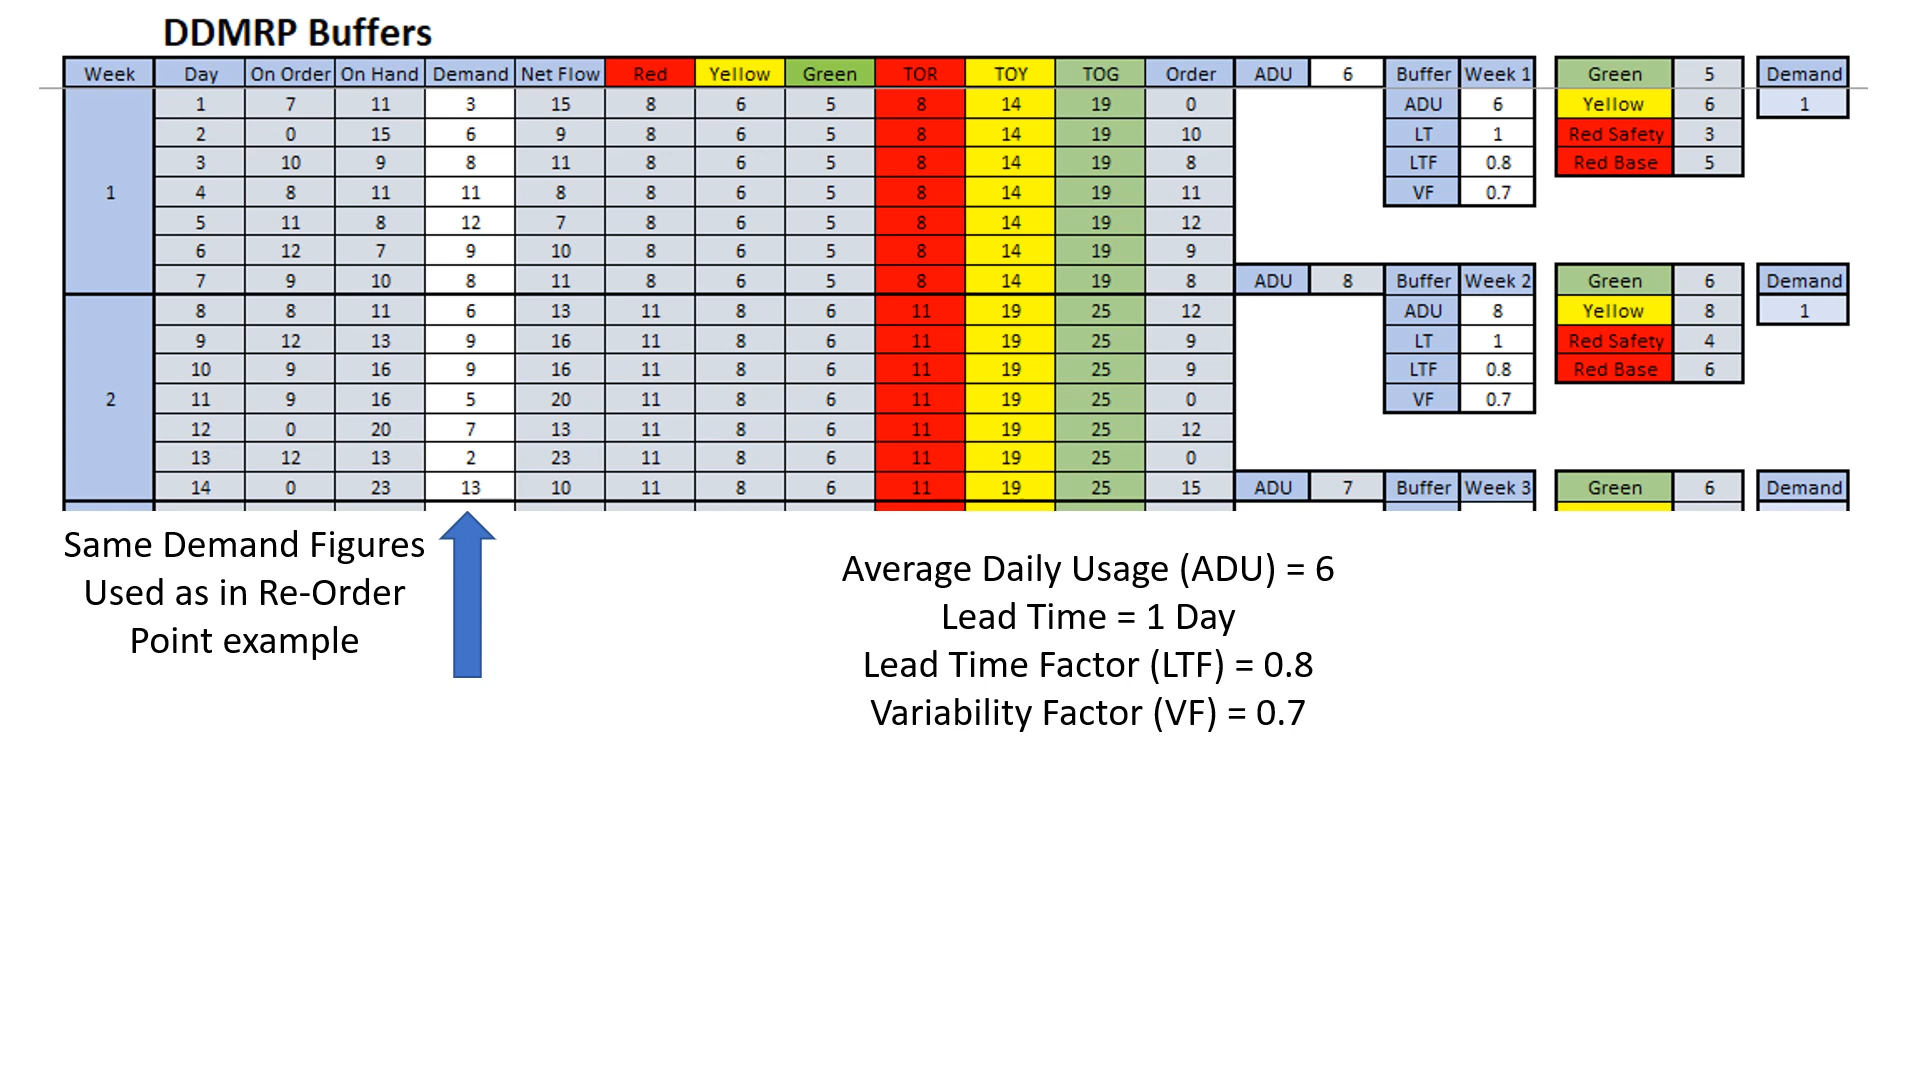 DDMRP Buffers
Week Day On Order On Hand Demand Net Flow Red Yellow Green TOR TOY TOG Order ADU 6 Buffer Week 1 Green 5 Demand
1 7 11 3 15 8 6 5 8 14 19 0 ADU 6 Yellow 6 1
2 0 15 6 9 8 6 5 8 14 19 10 LT 1 Red Safety 3
3 10 9 8 11 8 6 5 8 14 19 8 LTF 0.8 Red Base 5
1 4 8 11 11 8 8 6 5 8 14 19 11 VF 0.7
5 11 8 12 7 8 6 5 8 14 19 12
6 12 7 9 10 8 6 5 8 14 19 9
7 9 10 8 11 8 6 5 8 14 19 8 ADU 8 Buffer Week 2 Green 6 Demand
8 8 11 6 13 11 8 6 11 19 25 12 ADU 8 Yellow 8 1
9 12 13 9 16 11 8 6 11 19 25 9 LT 1 Red Safety 4
10 9 16 9 16 11 8 6 11 19 25 9 LTF 0.8 Red Base 6
2 11 9 16 5 20 11 8 6 11 19 25 0 VF 0.7
12 0 20 7 13 11 8 6 11 19 25 12
13 12 13 2 23 11 8 6 11 19 25 0
14 0 23 13 10 11 8 6 11 19 25 15 ADU 7 Buffer Week 3 Green 6 Demand
Same Demand Figures
Used as in Re-Order
Point example
Average Daily Usage (ADU) = 6
Lead Time = 1 Day
Lead Time Factor (LTF) = 0.8
Variability Factor (VF) = 0.7